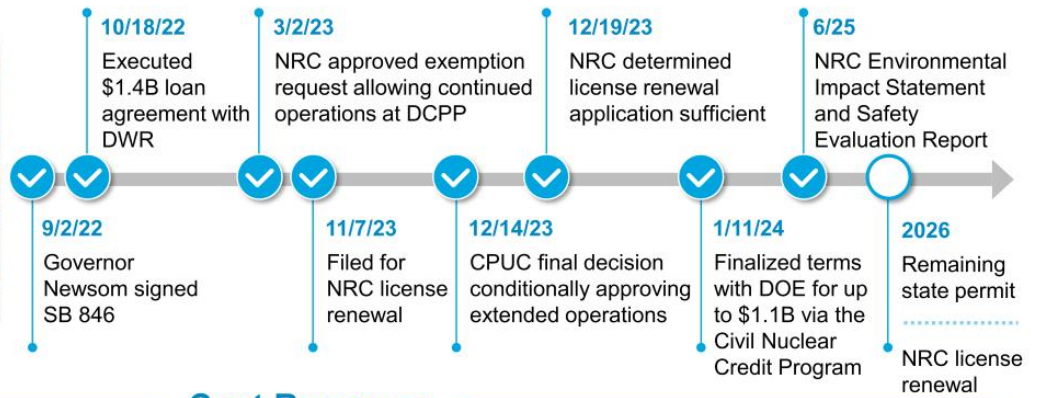 10/18/22
Executed
$1.4B loan
agreement with
DWR
3/2/23
NRC approved exemption
request allowing continued
operations at DCPP
12/19/23
NRC determined
license renewal
application sufficient
6/25
NRC Environmental
Impact Statement
and Safety
Evaluation Report
9/2/22
Governor
Newsom signed
SB 846
11/7/23
Filed for
NRC license
renewal
12/14/23
CPUC final decision
conditionally approving
extended operations
1/11/24
Finalized terms
with DOE for up
to $1.1B via the
Civil Nuclear
Credit Program
2026
Remaining
state permit
NRC license
renewal